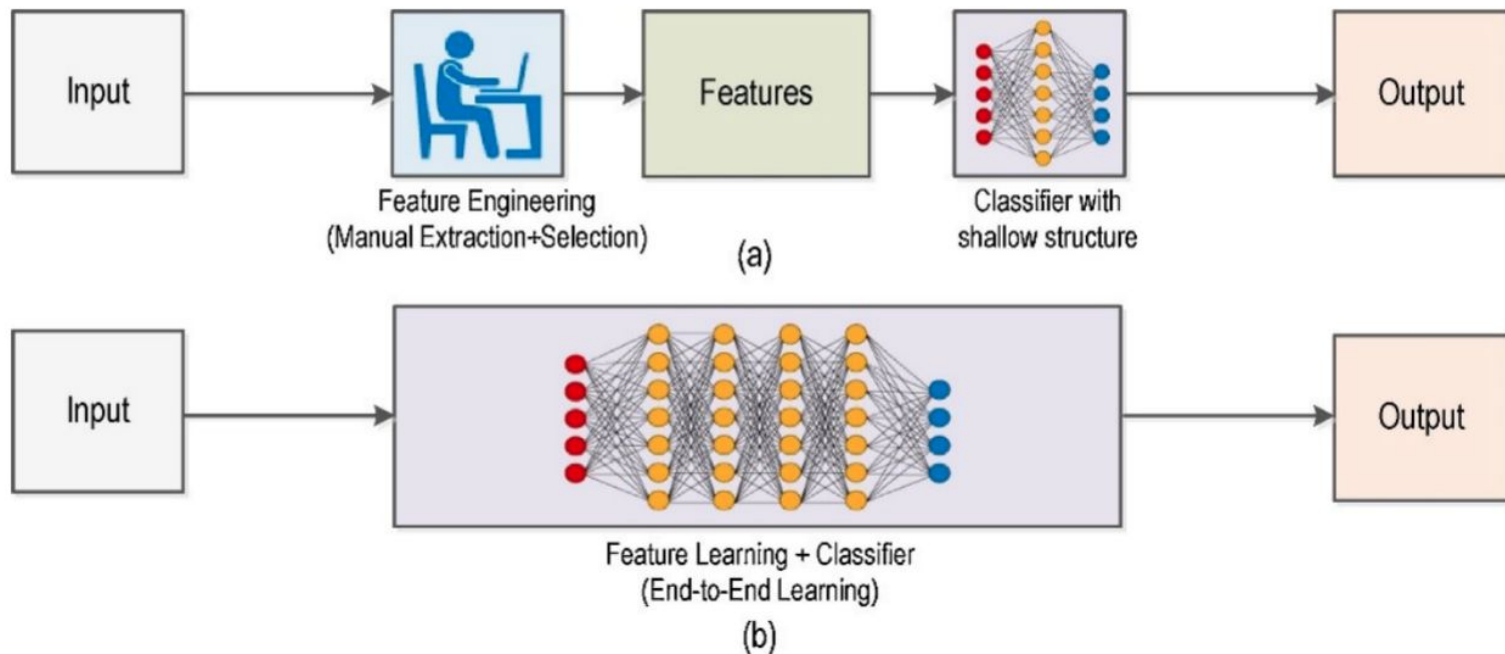 Input
Features
Output
Feature Engineering
(Manual Extraction+Selection)
Classifier with
shallow structure
(a)
Input
Output
Feature Learning + Classifier
(End-to-End Learning)
(b)